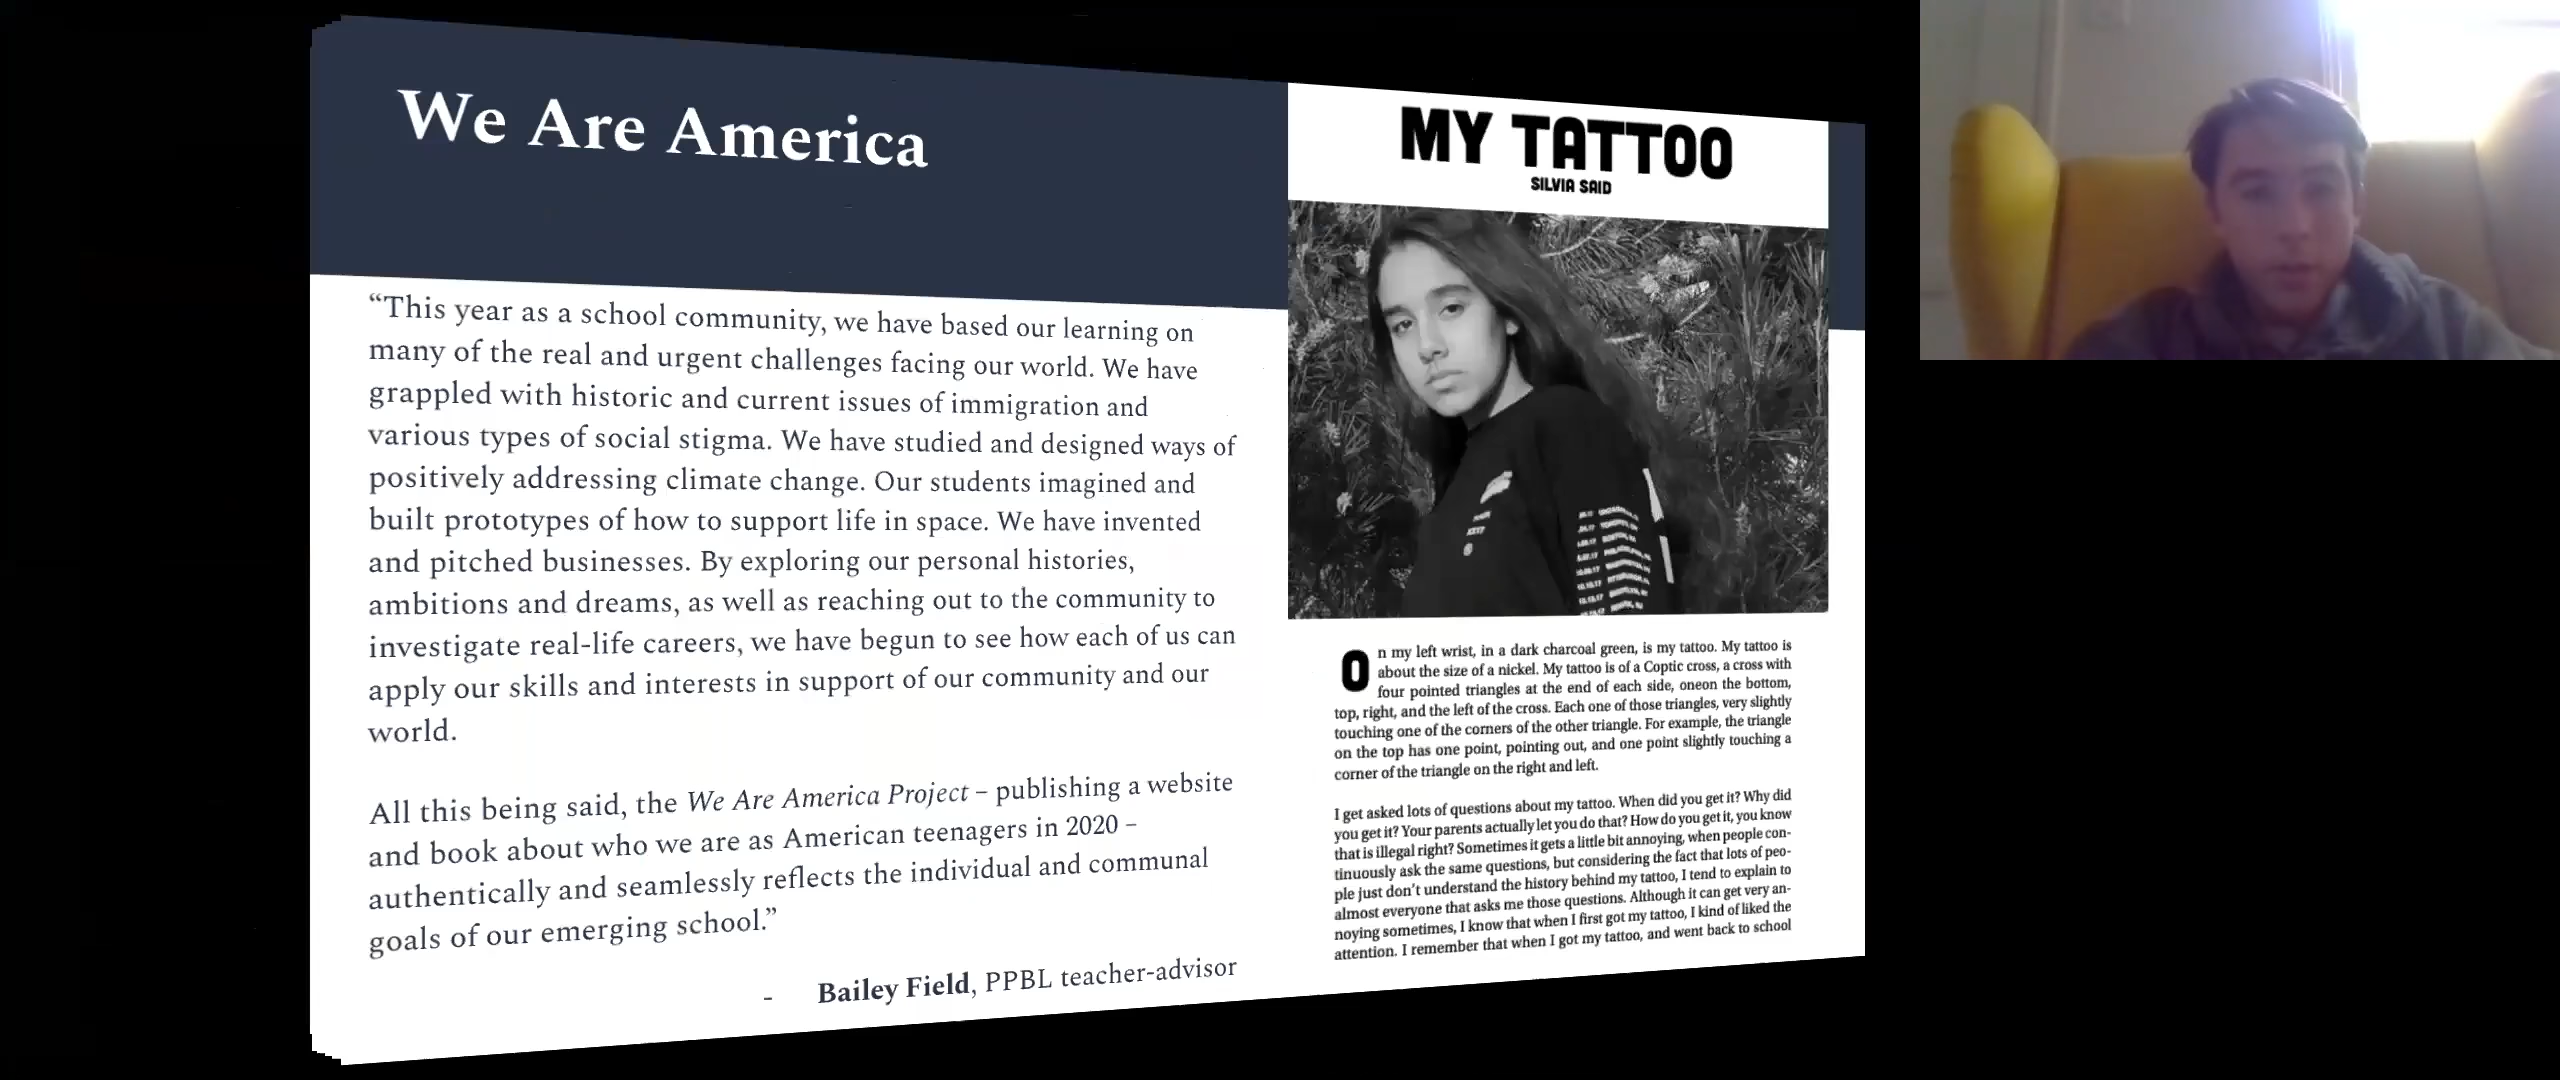 We Are America
“This year as a school community, we have based our learning on
many of the real and urgent challenges facing our world. We have
grappled with historic and current issues of immigration and
various types of social stigma. We have studied and designed ways of
positively addressing climate change. Our students imagined and
built prototypes of how to support life in space. We have invented
and pitched businesses. By exploring our personal histories,
ambitions and dreams, as well as reaching out to the community to
investigate real-life careers, we have begun to see how each of us can
apply our skills and interests in support of our community and our
world.
All this being said, the We Are America Project – publishing a website
and book about who we are as American teenagers in 2020 –
authentically and seamlessly reflects the individual and communal
goals of our emerging school.”
- Bailey Field, PPBL teacher-advisor
MY TATTOO
SILVIA SAID
On my left wrist, in a dark charcoal green, is my tattoo. My tattoo is
about the size of a nickel. My tattoo is of a Coptic cross, a cross with
four pointed triangles at the end of each side, oneon the bottom,
top, right, and the left of the cross. Each one of those triangles, very slightly
touching one of the corners of the other triangle. For example, the triangle
on the top has one point, pointing out, and one point slightly touching a
corner of the triangle on the right and left.
I get asked lots of questions about my tattoo. When did you get it? Why did
you get it? Your parents actually let you do that? How do you get it, you know
that is illegal right? Sometimes it gets a little bit annoying, when people con-
tinuously ask the same questions, but considering the fact that lots of peo-
ple just don’t understand the history behind my tattoo, I tend to explain to
almost everyone that asks me those questions. Although it can get very an-
noying sometimes, I know that when I first got my tattoo, I kind of liked the
attention. I remember that when I got my tattoo, and went back to school